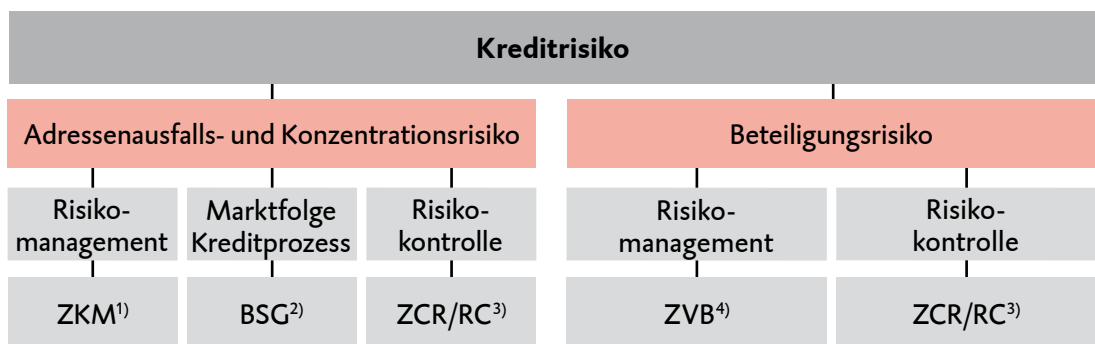 Kreditrisiko
Adressenausfalls- und Konzentrationsrisiko
Beteiligungsrisiko
Risiko-
management
Marktfolge
Kreditprozess
Risiko-
kontrolle
Risiko-
management
Risiko-
kontrolle
ZKM1)
BSG2)
ZCR/RC3)
ZVB4)
ZCR/RC3)